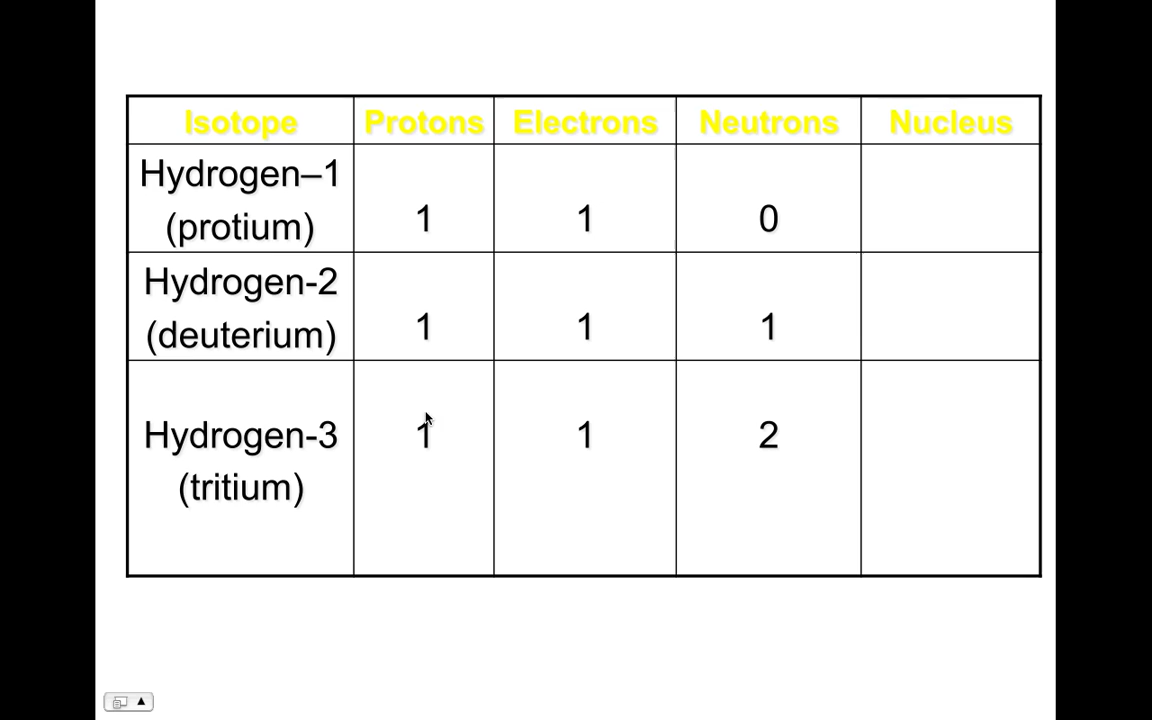 Isotope Protons Electrons Neutrons Nucleus
Hydrogen–1
(protium) 1 1 0
Hydrogen-2
(deuterium) 1 1 1
Hydrogen-3 1 1 2
(tritium)